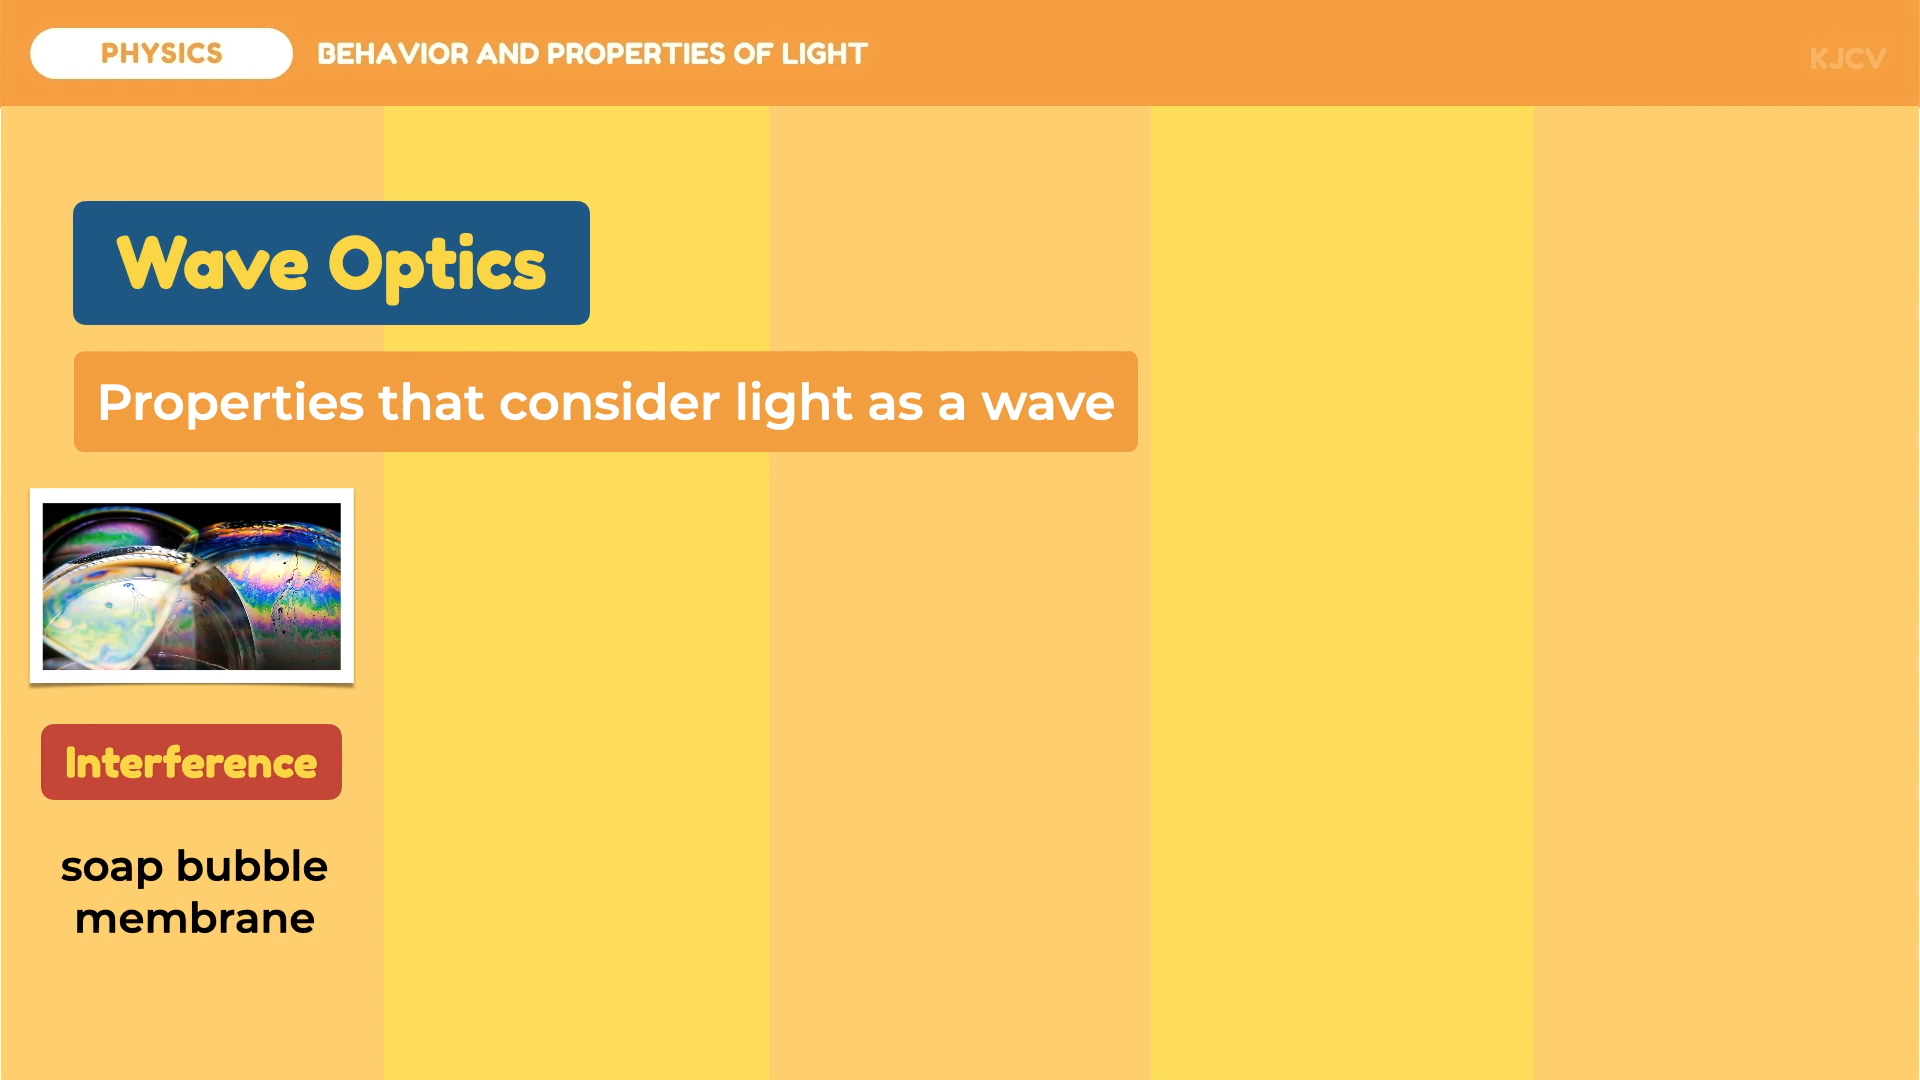 PHYSICS
BEHAVIOR AND PROPERTIES OF LIGHT
KJCV
Wave Optics
Properties that consider light as a wave
Interference
soap bubble
membrane